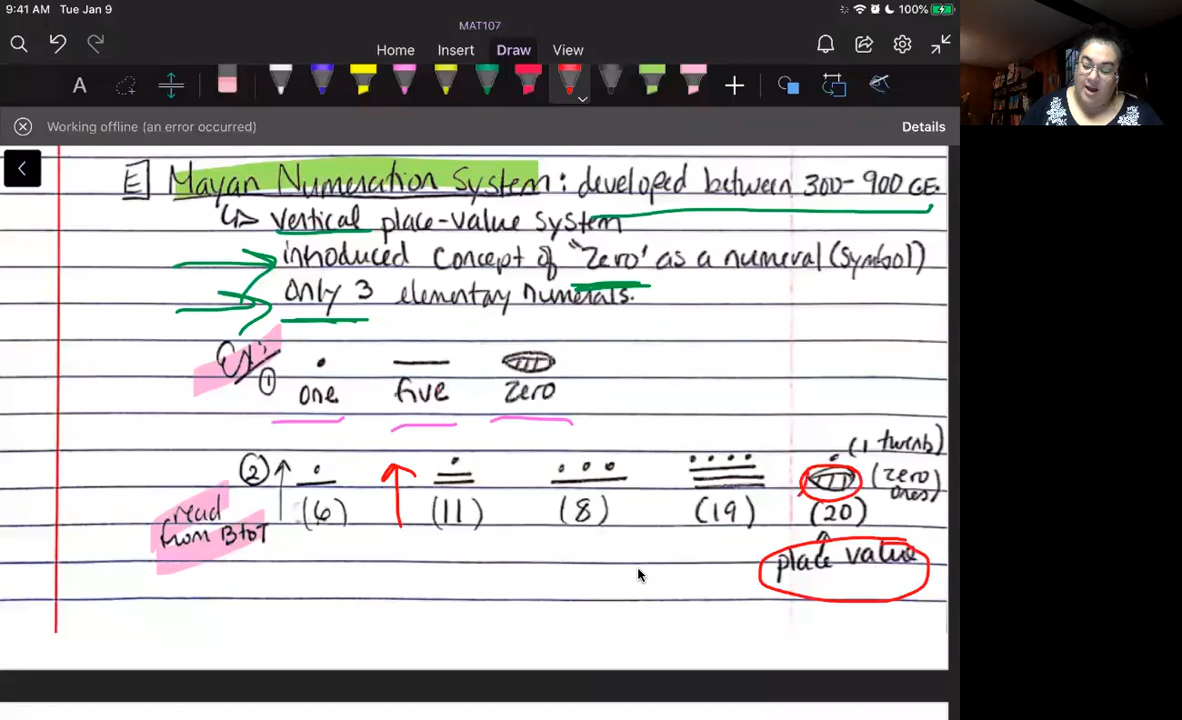 9:41 AM Tue Jan 9
100%
MAT107
Home Insert Draw View
Working offline (an error occurred)
Details
E Mayan Numeration System: developed between 300-900 CE.
↳ vertical place-value system
introduced concept of "Zero" as a numeral (symbol)
only 3 elementary numerals.
Ex:
① one five zero
②
(6) (11) (8) (19) (20)
(1 twenty)
(zero ones)
read
from B to T
place value